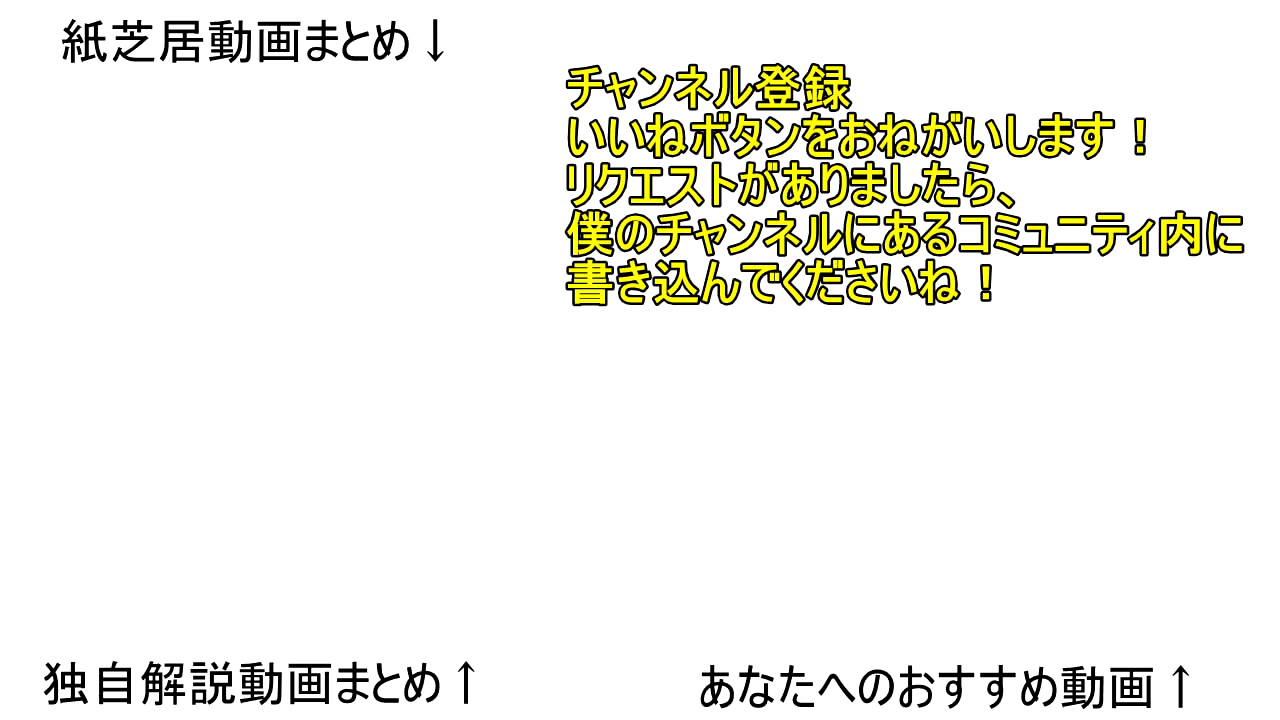 紙芝居動画まとめ↓
チャンネル登録
いいねボタンをおねがいします！
リクエストがありましたら、
僕のチャンネルにあるコミュニティ内に
書き込んでくださいね！
独自解説動画まとめ↑
あなたへのおすすめ動画↑